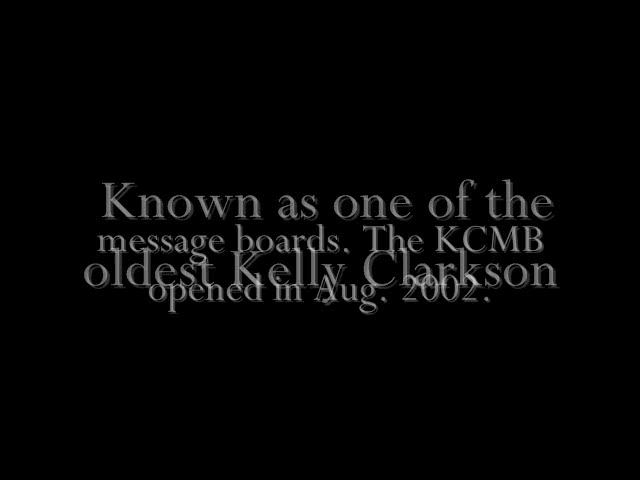 Known as one of the
oldest Kelly Clarkson
message boards. The KCMB
opened in Aug. 2002.